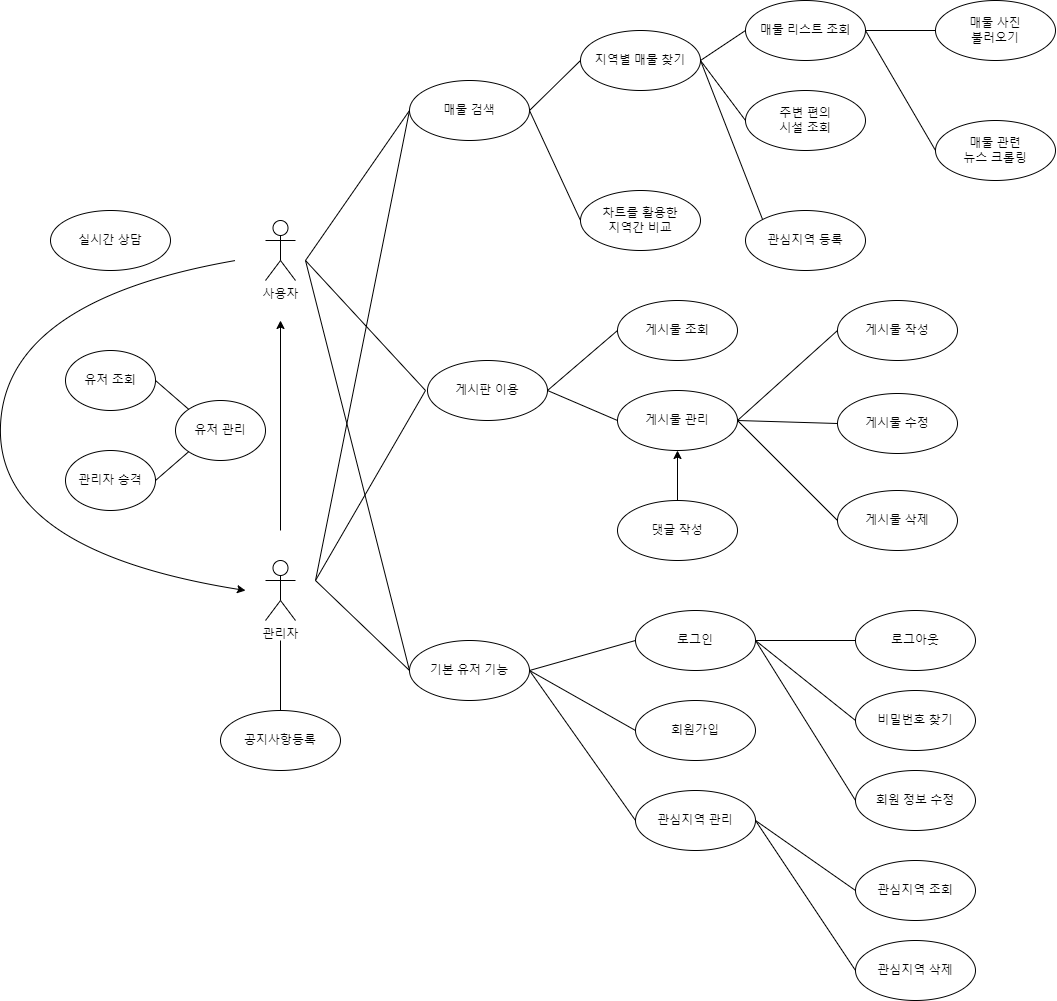 매물 리스트 조회
매물 사진
불러오기
지역별 매물 찾기
매물 검색
주변 편의
시설 조회
매물 관련
뉴스 크롤링
차트를 활용한
지역간 비교
실시간 상담
관심지역 등록
사용자
게시물 조회
게시물 작성
유저 조회
게시판 이용
게시물 관리
게시물 수정
유저 관리
관리자 승격
댓글 작성
게시물 삭제
관리자
로그인
로그아웃
기본 유저 기능
비밀번호 찾기
회원가입
공지사항등록
회원 정보 수정
관심지역 관리
관심지역 조회
관심지역 삭제